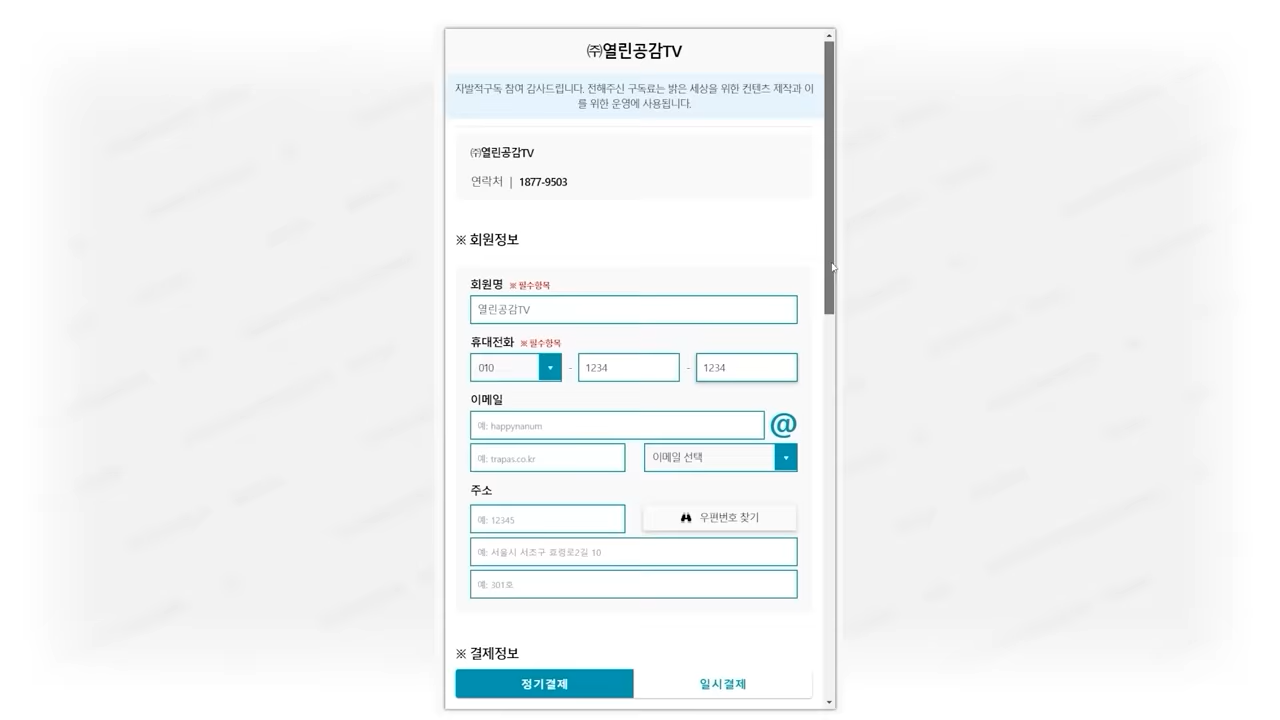 ㈜열린공감TV
자발적구독 참여 감사드립니다. 전해주신 구독료는 밝은 세상을 위한 컨텐츠 제작과 이
를 위한 운영에 사용됩니다.
㈜열린공감TV
연락처 | 1877-9503
※ 회원정보
회원명 ※ 필수항목
열린공감TV
휴대전화 ※ 필수항목
010 - 1234 - 1234
이메일
예: happynanum @
예: trapas.co.kr 이메일 선택
주소
예: 12345 우편번호 찾기
예: 서울시 서초구 효령로2길 10
예: 301호
※ 결제정보
정기결제 일시결제